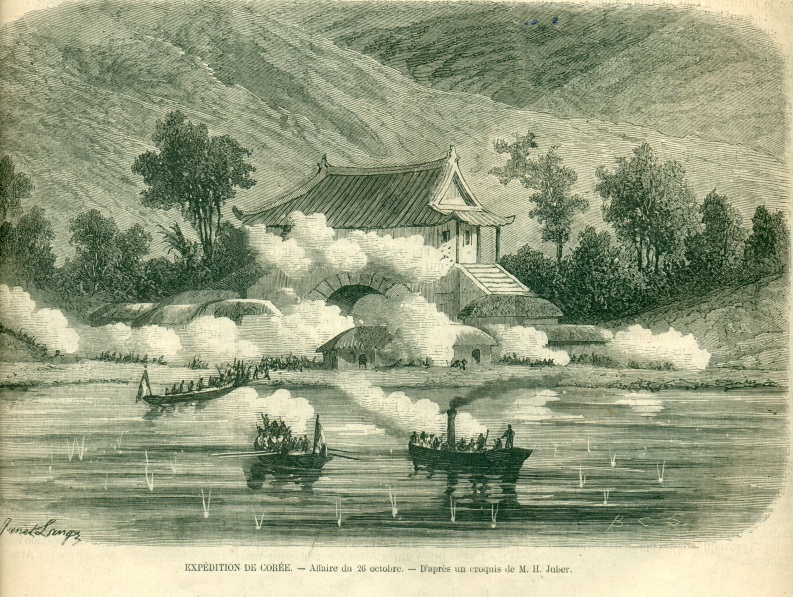 EXPÉDITION DE CORÉE. — Affaire du 26 octobre. — D'après un croquis de M. H. Juber.